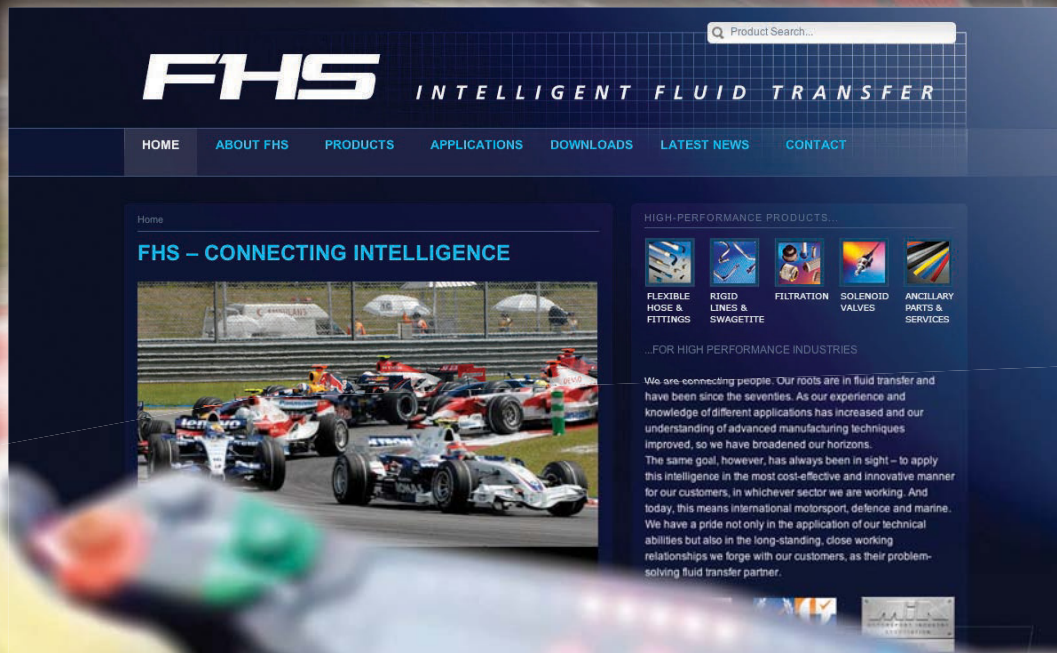 Product Search...
FHS
INTELLIGENT FLUID TRANSFER
HOME ABOUT FHS PRODUCTS APPLICATIONS DOWNLOADS LATEST NEWS CONTACT
Home
FHS – CONNECTING INTELLIGENCE
AMBULANS
lenovo
DENSO
HIGH-PERFORMANCE PRODUCTS...
FLEXIBLE
HOSE &
FITTINGS
RIGID
LINES &
SWAGETITE
FILTRATION
SOLENOID
VALVES
ANCILLARY
PARTS &
SERVICES
...FOR HIGH PERFORMANCE INDUSTRIES
We are connecting people. Our roots are in fluid transfer and
have been since the seventies. As our experience and
knowledge of different applications has increased and our
understanding of advanced manufacturing techniques
improved, so we have broadened our horizons.
The same goal, however, has always been in sight – to apply
this intelligence in the most cost-effective and innovative manner
for our customers, in whichever sector we are working. And
today, this means international motorsport, defence and marine.
We have a pride not only in the application of our technical
abilities but also in the long-standing, close working
relationships we forge with our customers, as their problem-
solving fluid transfer partner.
MOTORSPORT INDUSTRY
ASSOCIATION